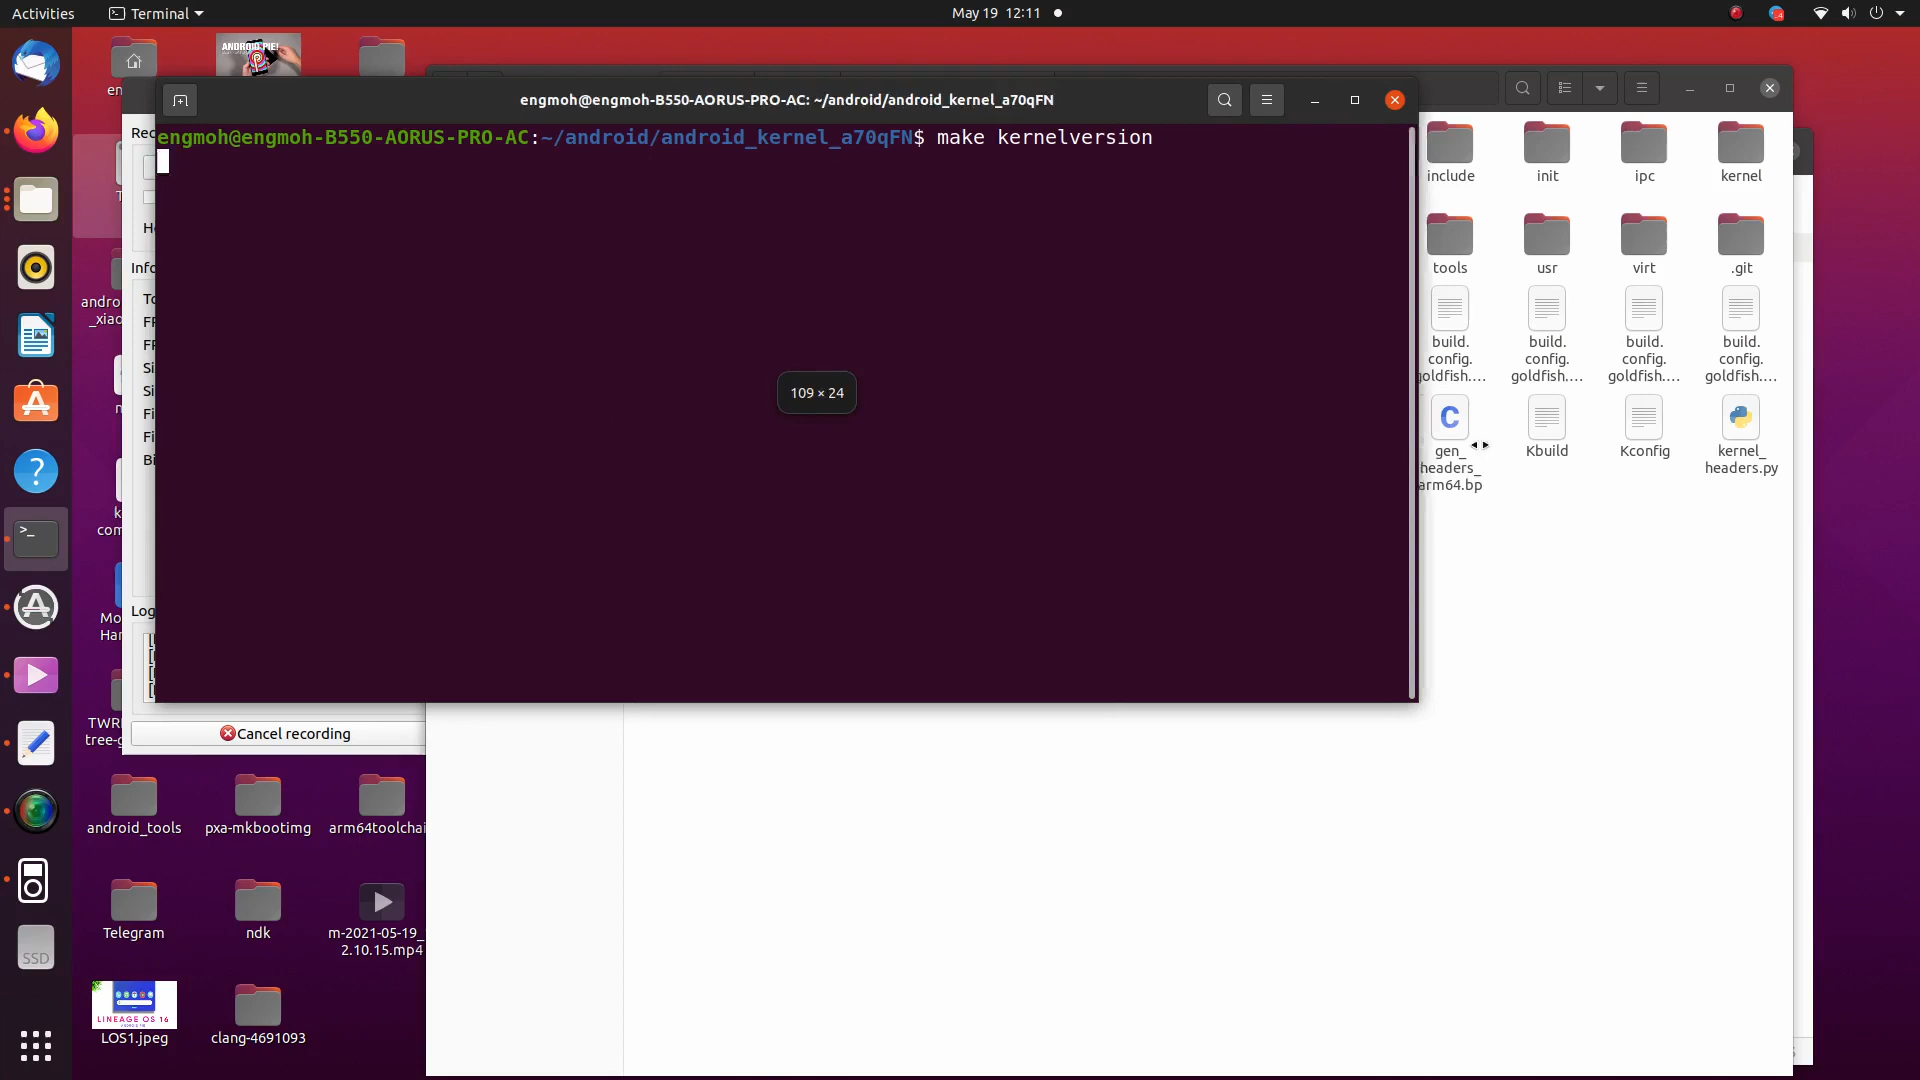 Activities
Terminal
May 19 12:11
ANDROID PIE!
engmoh@engmoh-B550-AORUS-PRO-AC: ~/android/android_kernel_a70qFN
engmoh@engmoh-B550-AORUS-PRO-AC:~/android/android_kernel_a70qFN$ make kernelversion
109 × 24
include
init
ipc
kernel
tools
usr
virt
.git
build.
config.
goldfish....
build.
config.
goldfish....
build.
config.
goldfish....
build.
config.
goldfish....
gen_
headers_
arm64.bp
Kbuild
Kconfig
kernel_
headers.py
Cancel recording
android_tools
pxa-mkbootimg
arm64toolchai
Telegram
ndk
m-2021-05-19_
2.10.15.mp4
LINEAGE OS 16
LOS1.jpeg
clang-4691093
SSD